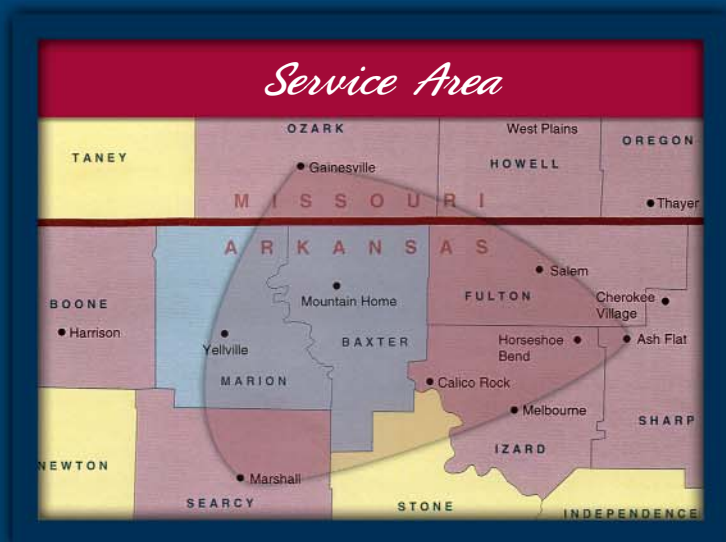 Service Area
OZARK
West Plains
OREGON
TANEY
HOWELL
Gainesville
MISSOURI
Thayer
ARKANSAS
Salem
Mountain Home
FULTON
Cherokee
Village
BOONE
Harrison
Yellville
BAXTER
Horseshoe
Bend
Ash Flat
MARION
Calico Rock
Melbourne
SHARP
IZARD
NEWTON
Marshall
SEARCY
STONE
INDEPENDENCE